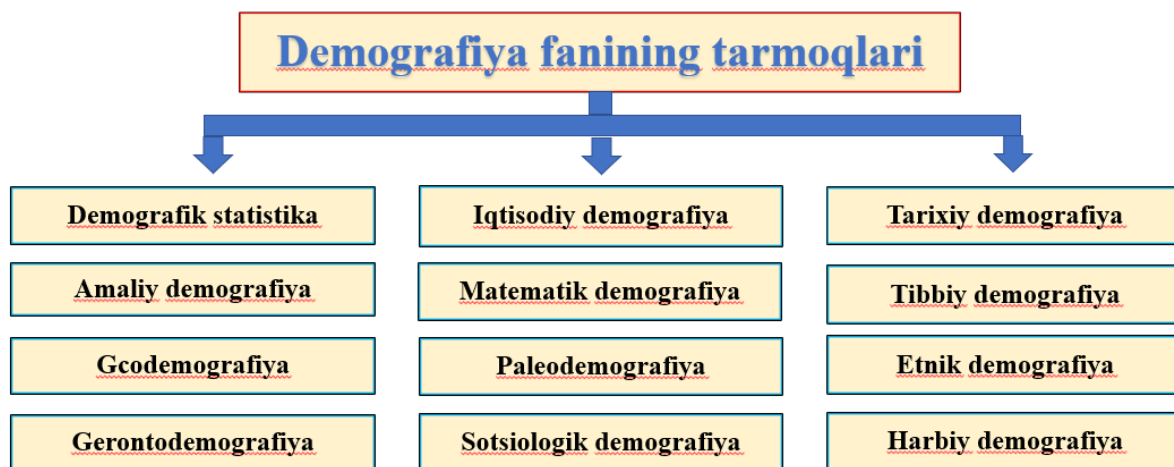 Demografiya fanining tarmoqlari
Demografik statistika
Amaliy demografiya
Gcodemografiya
Gerontodemografiya
Iqtisodiy demografiya
Matematik demografiya
Paleodemografiya
Sotsiologik demografiya
Tarixiy demografiya
Tibbiy demografiya
Etnik demografiya
Harbiy demografiya